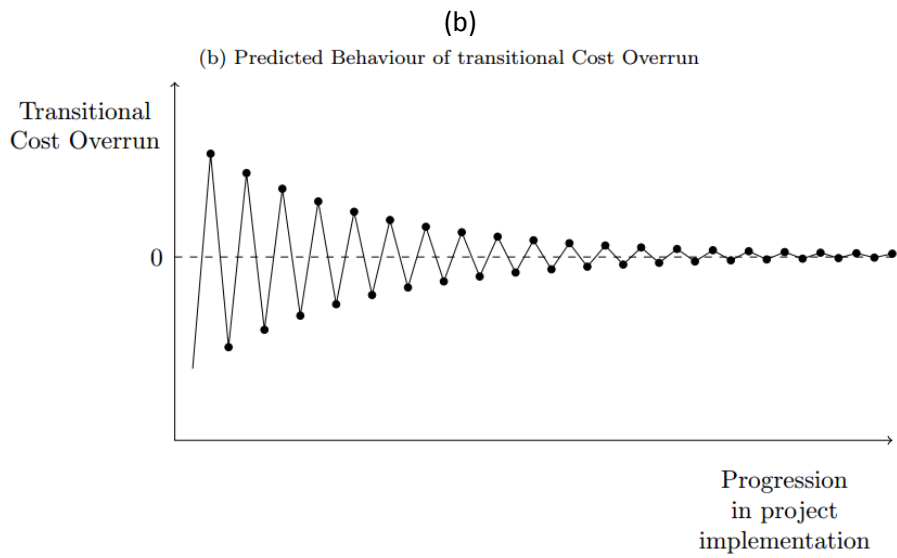 (b)
(b) Predicted Behaviour of transitional Cost Overrun
Transitional
Cost Overrun
0
Progression
in project
implementation